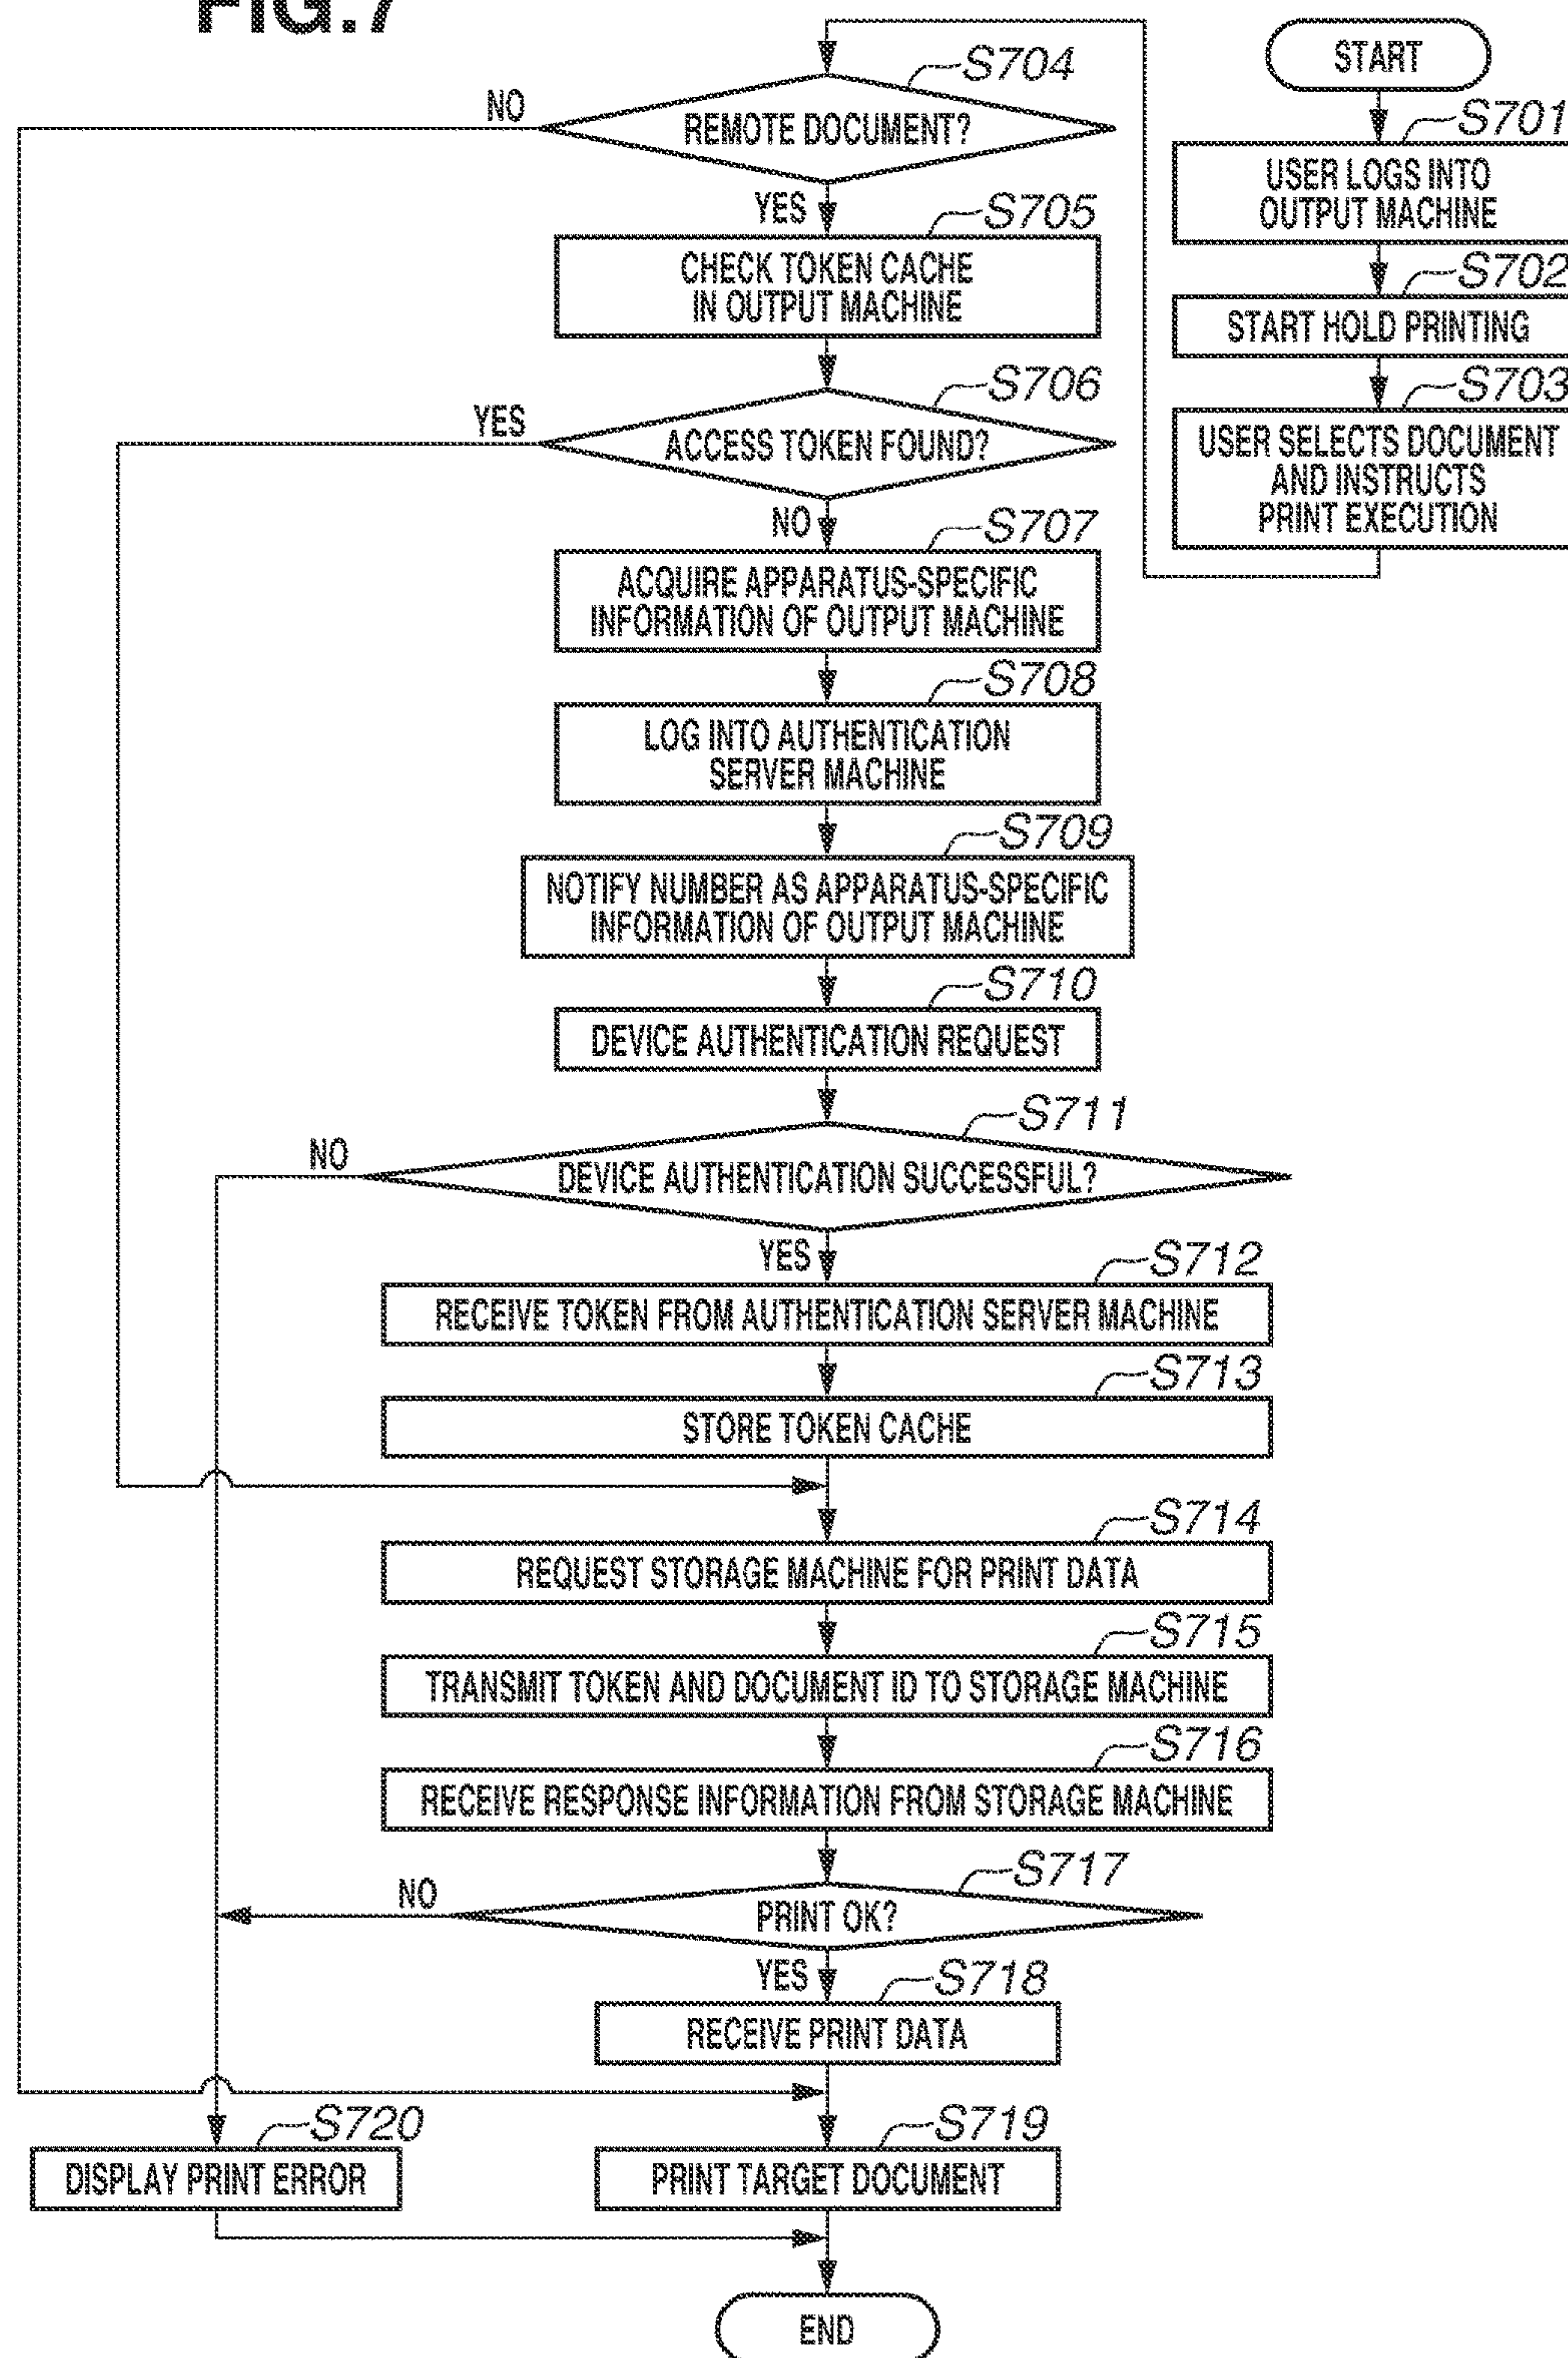 FIG.7
START
S701
USER LOGS INTO
OUTPUT MACHINE
S702
START HOLD PRINTING
S703
USER SELECTS DOCUMENT
AND INSTRUCTS
PRINT EXECUTION
S704
REMOTE DOCUMENT?
NO
YES
S705
CHECK TOKEN CACHE
IN OUTPUT MACHINE
S706
ACCESS TOKEN FOUND?
YES
NO
S707
ACQUIRE APPARATUS-SPECIFIC
INFORMATION OF OUTPUT MACHINE
S708
LOG INTO AUTHENTICATION
SERVER MACHINE
S709
NOTIFY NUMBER AS APPARATUS-SPECIFIC
INFORMATION OF OUTPUT MACHINE
S710
DEVICE AUTHENTICATION REQUEST
S711
DEVICE AUTHENTICATION SUCCESSFUL?
NO
YES
S712
RECEIVE TOKEN FROM AUTHENTICATION SERVER MACHINE
S713
STORE TOKEN CACHE
S714
REQUEST STORAGE MACHINE FOR PRINT DATA
S715
TRANSMIT TOKEN AND DOCUMENT ID TO STORAGE MACHINE
S716
RECEIVE RESPONSE INFORMATION FROM STORAGE MACHINE
S717
PRINT OK?
NO
YES
S718
RECEIVE PRINT DATA
S719
PRINT TARGET DOCUMENT
S720
DISPLAY PRINT ERROR
END